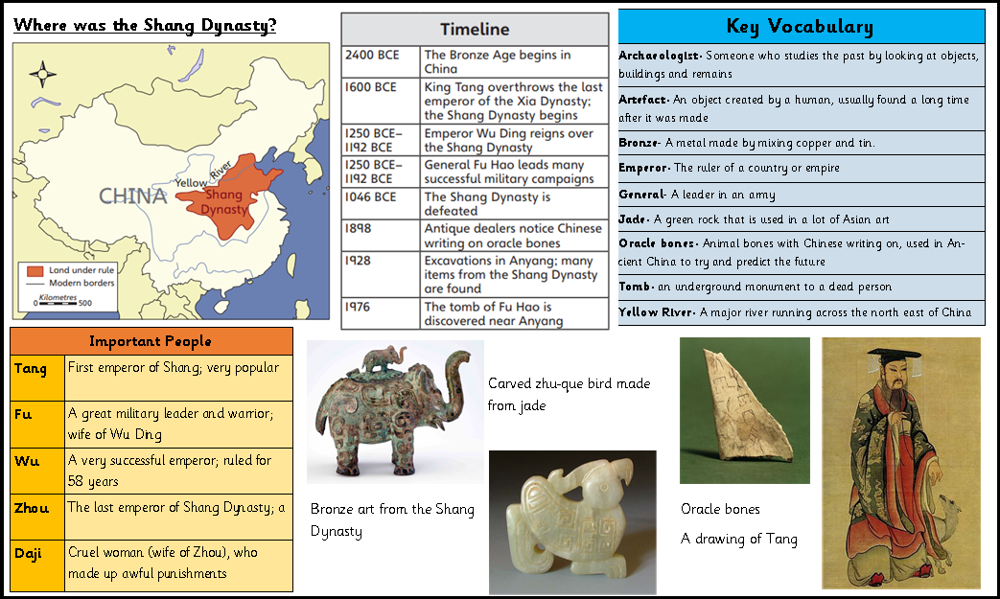 Where was the Shang Dynasty?
CHINA
Yellow River
Shang
Dynasty
Land under rule
Modern borders
Kilometres
0 500
Timeline
2400 BCE The Bronze Age begins in
China
1600 BCE King Tang overthrows the last
emperor of the Xia Dynasty;
the Shang Dynasty begins
1250 BCE– Emperor Wu Ding reigns over
1192 BCE the Shang Dynasty
1250 BCE– General Fu Hao leads many
1192 BCE successful military campaigns
1046 BCE The Shang Dynasty is
defeated
1898 Antique dealers notice Chinese
writing on oracle bones
1928 Excavations in Anyang; many
items from the Shang Dynasty
are found
1976 The tomb of Fu Hao is
discovered near Anyang
Key Vocabulary
Archaeologist- Someone who studies the past by looking at objects,
buildings and remains
Artefact- An object created by a human, usually found a long time
after it was made
Bronze- A metal made by mixing copper and tin.
Emperor- The ruler of a country or empire
General- A leader in an army
Jade- A green rock that is used in a lot of Asian art
Oracle bones- Animal bones with Chinese writing on, used in An-
cient China to try and predict the future
Tomb- an underground monument to a dead person
Yellow River- A major river running across the north east of China
Important People
Tang First emperor of Shang; very popular
Fu A great military leader and warrior;
wife of Wu Ding
Wu A very successful emperor; ruled for
58 years
Zhou The last emperor of Shang Dynasty; a
Daji Cruel woman (wife of Zhou), who
made up awful punishments
Carved zhu-que bird made
from jade
Bronze art from the Shang
Dynasty
Oracle bones
A drawing of Tang